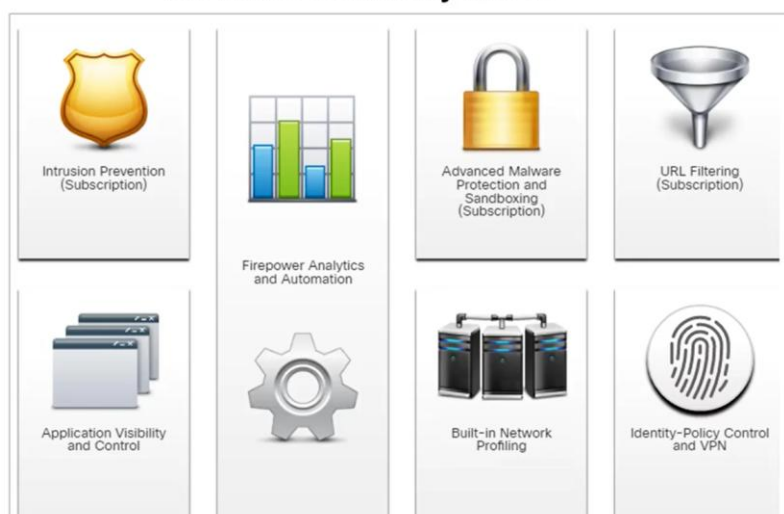 Intrusion Prevention
(Subscription)
Firepower Analytics
and Automation
Advanced Malware
Protection and
Sandboxing
(Subscription)
URL Filtering
(Subscription)
Application Visibility
and Control
Built-in Network
Profiling
Identity-Policy Control
and VPN